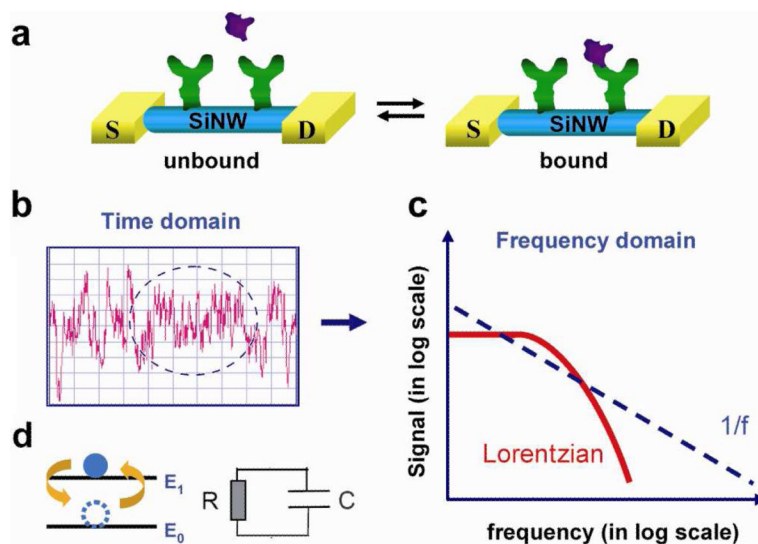 a
S
SiNW
D
unbound
S
SiNW
D
bound
b
Time domain
c
Frequency domain
Signal (in log scale)
Lorentzian
1/f
frequency (in log scale)
d
E1
E0
R
C